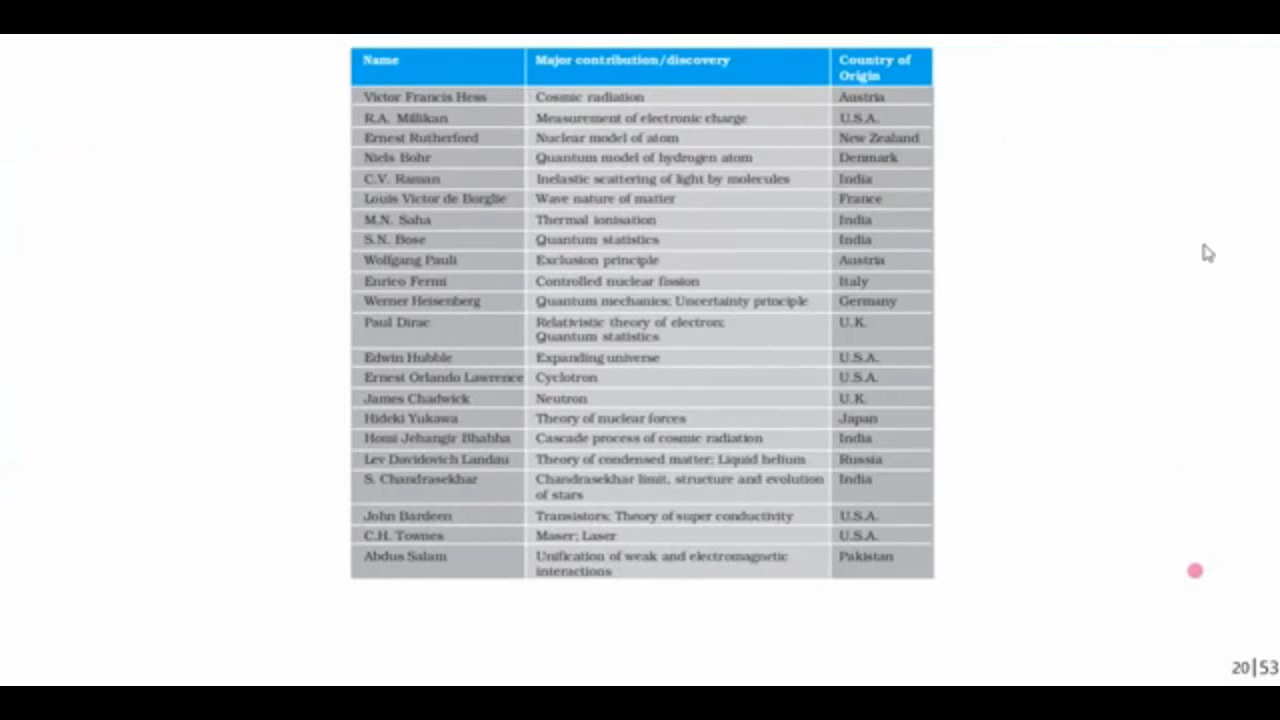 Name Major contribution/discovery Country of
Origin
Victor Francis Hess Cosmic radiation Austria
R.A. Millikan Measurement of electronic charge U.S.A.
Ernest Rutherford Nuclear model of atom New Zealand
Niels Bohr Quantum model of hydrogen atom Denmark
C.V. Raman Inelastic scattering of light by molecules India
Louis Victor de Borglie Wave nature of matter France
M.N. Saha Thermal ionisation India
S.N. Bose Quantum statistics India
Wolfgang Pauli Exclusion principle Austria
Enrico Fermi Controlled nuclear fission Italy
Werner Heisenberg Quantum mechanics; Uncertainty principle Germany
Paul Dirac Relativistic theory of electron; U.K.
Quantum statistics
Edwin Hubble Expanding universe U.S.A.
Ernest Orlando Lawrence Cyclotron U.S.A.
James Chadwick Neutron U.K.
Hideki Yukawa Theory of nuclear forces Japan
Homi Jehangir Bhabha Cascade process of cosmic radiation India
Lev Davidovich Landau Theory of condensed matter; Liquid helium Russia
S. Chandrasekhar Chandrasekhar limit, structure and evolution India
of stars
John Bardeen Transistors; Theory of super conductivity U.S.A.
C.H. Townes Maser; Laser U.S.A.
Abdus Salam Unification of weak and electromagnetic Pakistan
interactions
20|53